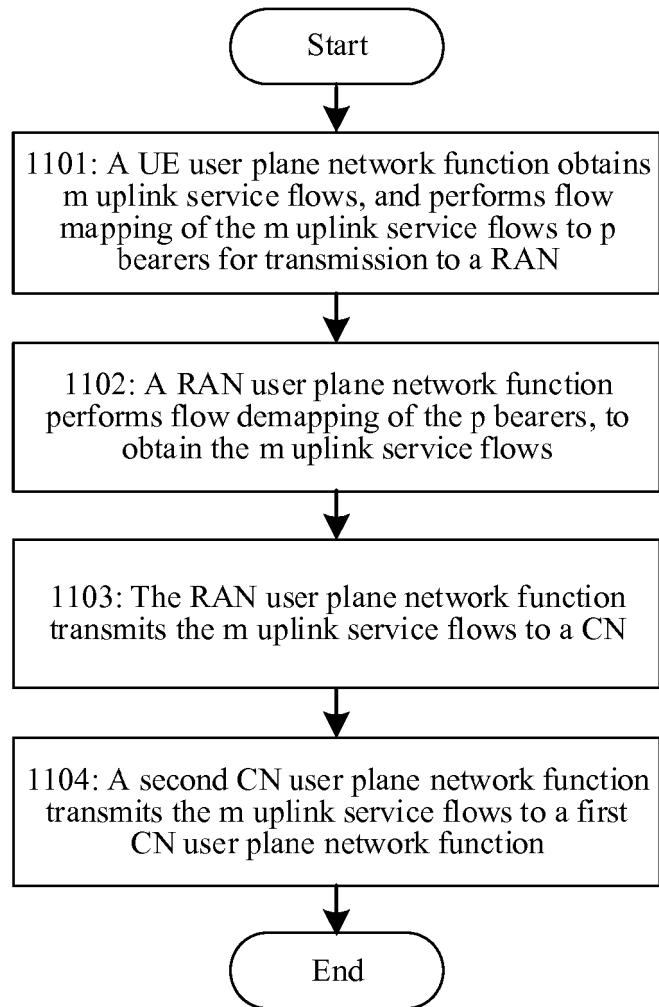 Start
1101: A UE user plane network function obtains
m uplink service flows, and performs flow
mapping of the m uplink service flows to p
bearers for transmission to a RAN
1102: A RAN user plane network function
performs flow demapping of the p bearers, to
obtain the m uplink service flows
1103: The RAN user plane network function
transmits the m uplink service flows to a CN
1104: A second CN user plane network function
transmits the m uplink service flows to a first
CN user plane network function
End